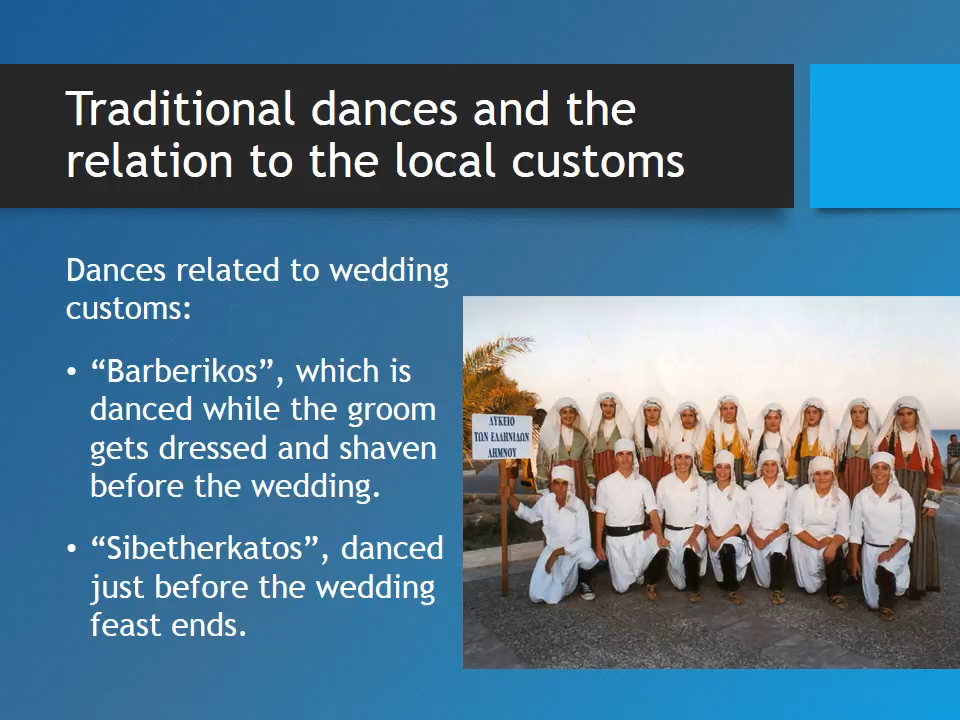 Traditional dances and the
relation to the local customs
Dances related to wedding
customs:
• “Barberikos”, which is
danced while the groom
gets dressed and shaven
before the wedding.
• “Sibetherkatos”, danced
just before the wedding
feast ends.
ΛΥΚΕΙΟ
ΤΩΝ ΕΛΛΗΝΙΔΩΝ
ΛΗΜΝΟΥ